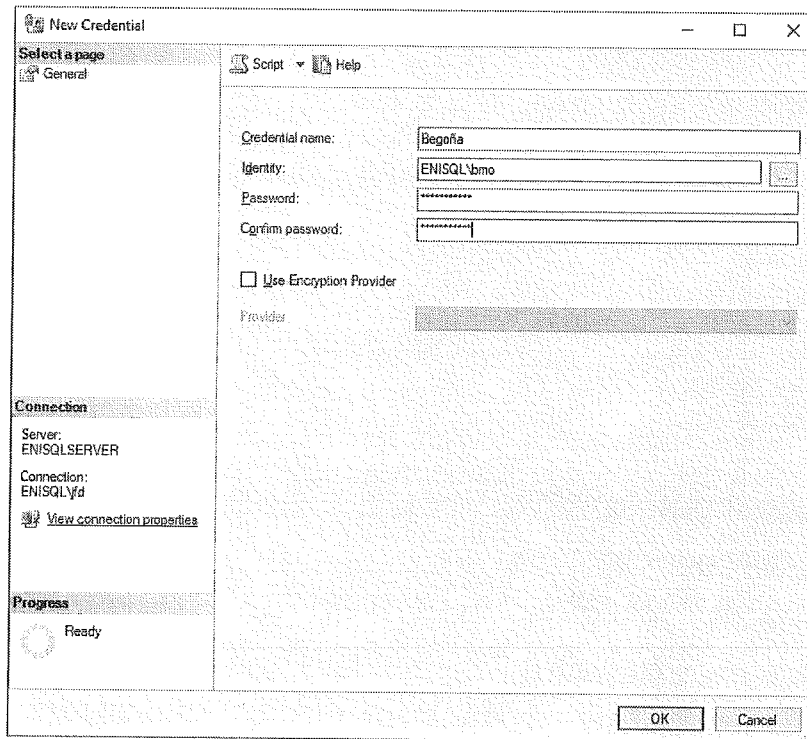 New Credential
Select a page
General
Script Help
Credential name: Begoña
Identity: ENISQL\bmo ...
Password: **********
Confirm password: **********
Use Encryption Provider
Provider
Connection
Server:
ENISQLSERVER
Connection:
ENISQL\jfd
View connection properties
Progress
Ready
OK Cancel